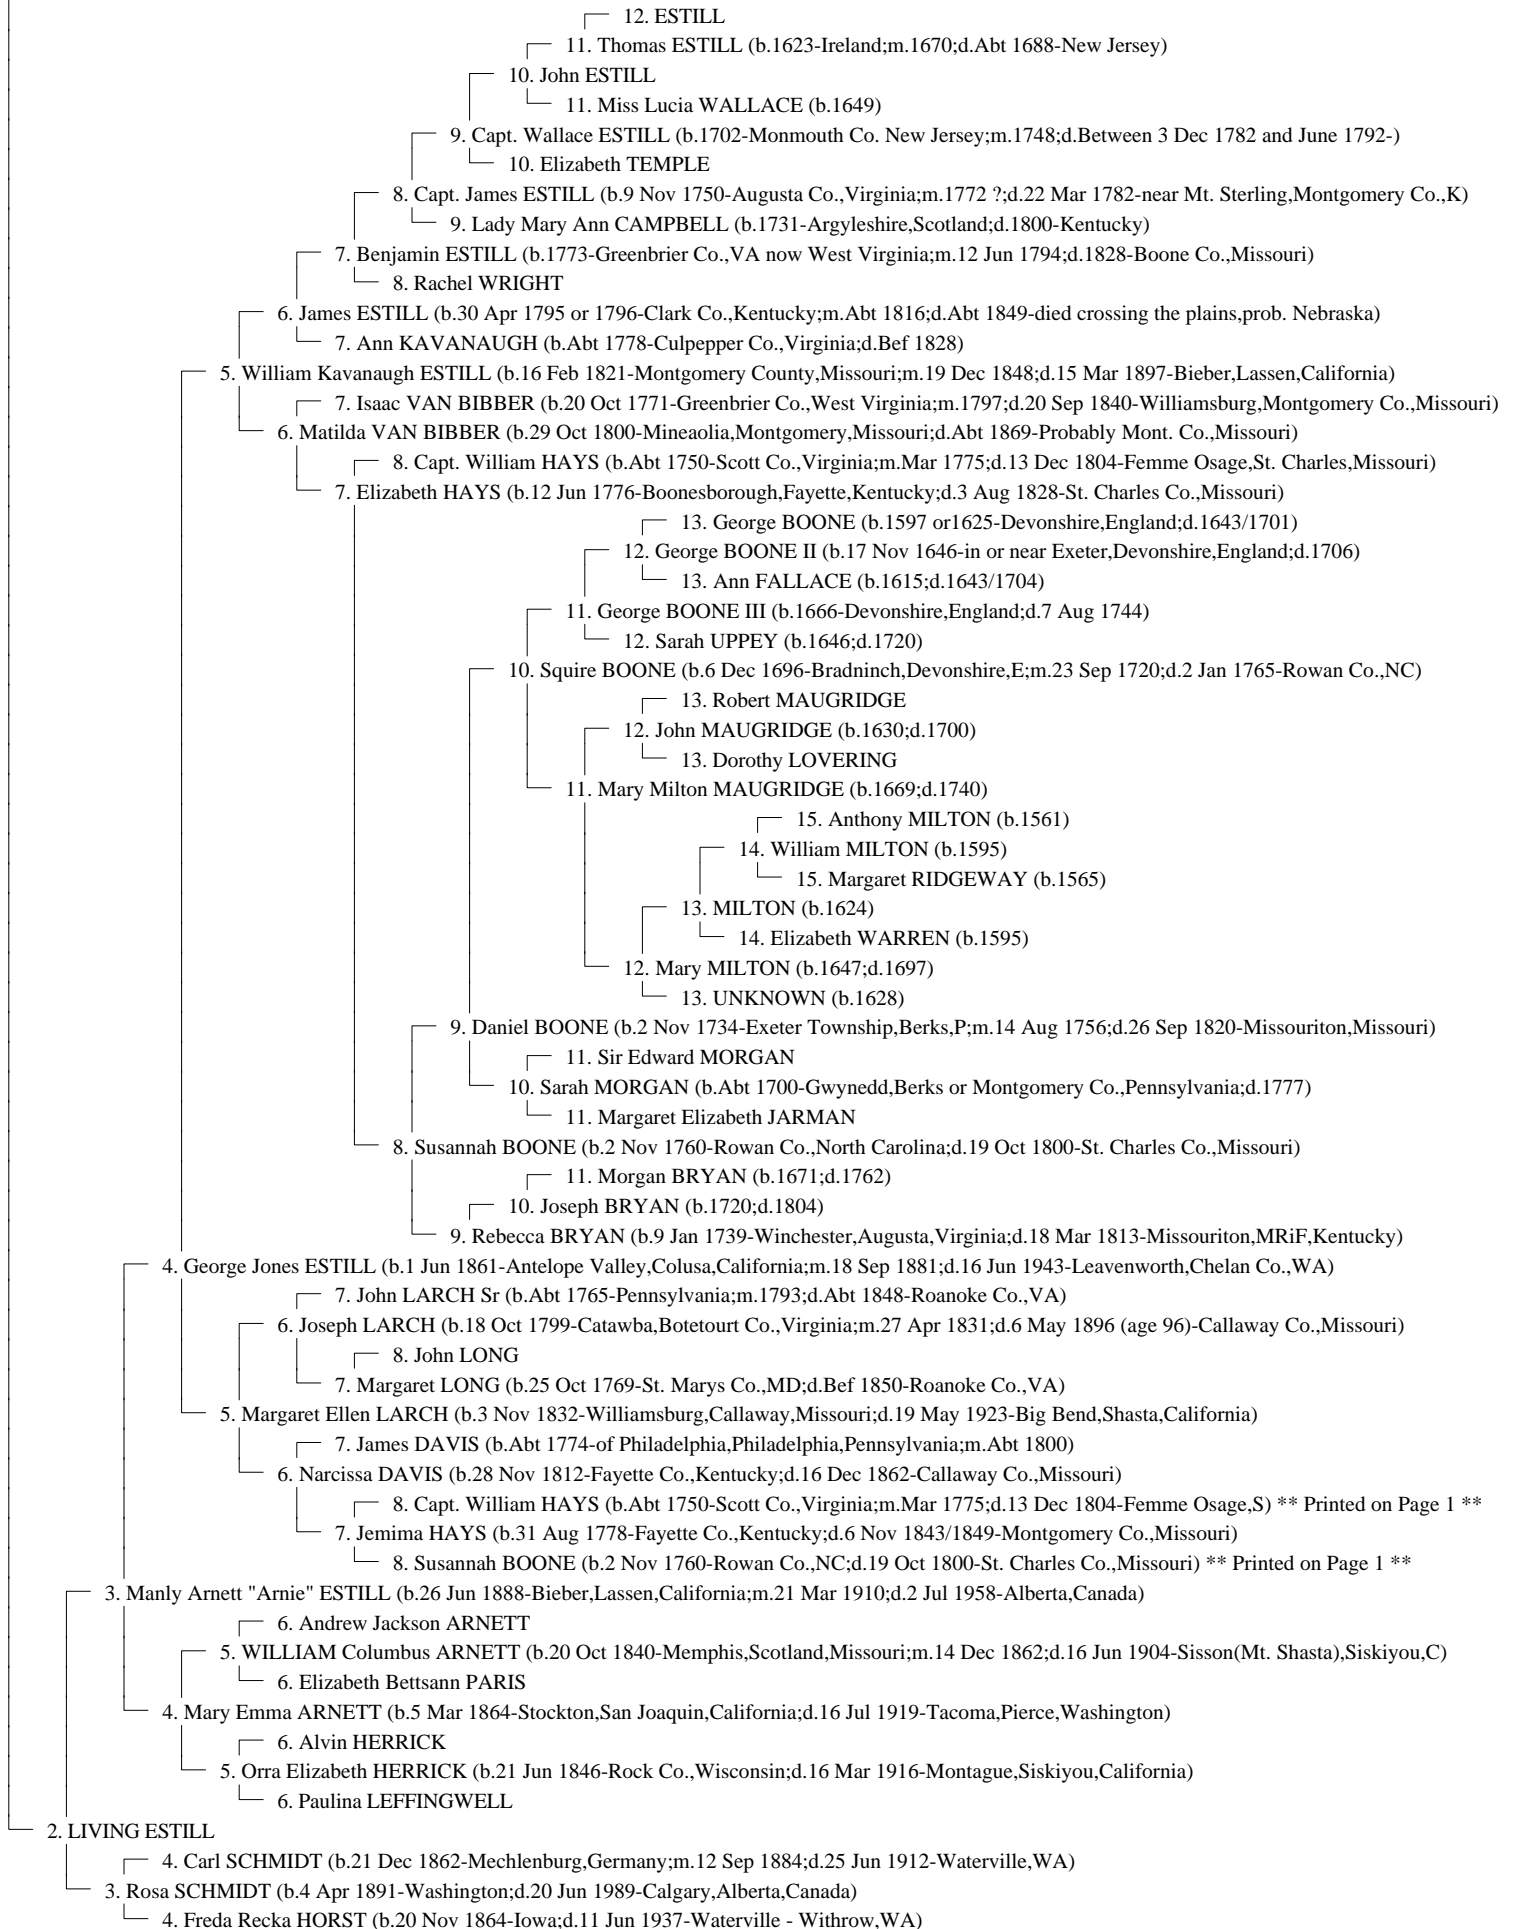 12. ESTILL
11. Thomas ESTILL (b.1623-Ireland;m.1670;d.Abt 1688-New Jersey)
10. John ESTILL
11. Miss Lucia WALLACE (b.1649)
9. Capt. Wallace ESTILL (b.1702-Monmouth Co. New Jersey;m.1748;d.Between 3 Dec 1782 and June 1792-)
10. Elizabeth TEMPLE
8. Capt. James ESTILL (b.9 Nov 1750-Augusta Co.,Virginia;m.1772 ?;d.22 Mar 1782-near Mt. Sterling,Montgomery Co.,K)
9. Lady Mary Ann CAMPBELL (b.1731-Argyleshire,Scotland;d.1800-Kentucky)
7. Benjamin ESTILL (b.1773-Greenbrier Co.,VA now West Virginia;m.12 Jun 1794;d.1828-Boone Co.,Missouri)
8. Rachel WRIGHT
6. James ESTILL (b.30 Apr 1795 or 1796-Clark Co.,Kentucky;m.Abt 1816;d.Abt 1849-died crossing the plains,prob. Nebraska)
7. Ann KAVANAUGH (b.Abt 1778-Culpepper Co.,Virginia;d.Bef 1828)
5. William Kavanaugh ESTILL (b.16 Feb 1821-Montgomery County,Missouri;m.19 Dec 1848;d.15 Mar 1897-Bieber,Lassen,California)
7. Isaac VAN BIBBER (b.20 Oct 1771-Greenbrier Co.,West Virginia;m.1797;d.20 Sep 1840-Williamsburg,Montgomery Co.,Missouri)
6. Matilda VAN BIBBER (b.29 Oct 1800-Mineaolia,Montgomery,Missouri;d.Abt 1869-Probably Mont. Co.,Missouri)
8. Capt. William HAYS (b.Abt 1750-Scott Co.,Virginia;m.Mar 1775;d.13 Dec 1804-Femme Osage,St. Charles,Missouri)
7. Elizabeth HAYS (b.12 Jun 1776-Boonesborough,Fayette,Kentucky;d.3 Aug 1828-St. Charles Co.,Missouri)
13. George BOONE (b.1597 or1625-Devonshire,England;d.1643/1701)
12. George BOONE II (b.17 Nov 1646-in or near Exeter,Devonshire,England;d.1706)
13. Ann FALLACE (b.1615;d.1643/1704)
11. George BOONE III (b.1666-Devonshire,England;d.7 Aug 1744)
12. Sarah UPPEY (b.1646;d.1720)
10. Squire BOONE (b.6 Dec 1696-Bradninch,Devonshire,E;m.23 Sep 1720;d.2 Jan 1765-Rowan Co.,NC)
13. Robert MAUGRIDGE
12. John MAUGRIDGE (b.1630;d.1700)
13. Dorothy LOVERING
11. Mary Milton MAUGRIDGE (b.1669;d.1740)
15. Anthony MILTON (b.1561)
14. William MILTON (b.1595)
15. Margaret RIDGEWAY (b.1565)
13. MILTON (b.1624)
14. Elizabeth WARREN (b.1595)
12. Mary MILTON (b.1647;d.1697)
13. UNKNOWN (b.1628)
9. Daniel BOONE (b.2 Nov 1734-Exeter Township,Berks,P;m.14 Aug 1756;d.26 Sep 1820-Missouriton,Missouri)
11. Sir Edward MORGAN
10. Sarah MORGAN (b.Abt 1700-Gwynedd,Berks or Montgomery Co.,Pennsylvania;d.1777)
11. Margaret Elizabeth JARMAN
8. Susannah BOONE (b.2 Nov 1760-Rowan Co.,North Carolina;d.19 Oct 1800-St. Charles Co.,Missouri)
11. Morgan BRYAN (b.1671;d.1762)
10. Joseph BRYAN (b.1720;d.1804)
9. Rebecca BRYAN (b.9 Jan 1739-Winchester,Augusta,Virginia;d.18 Mar 1813-Missouriton,MRiF,Kentucky)
4. George Jones ESTILL (b.1 Jun 1861-Antelope Valley,Colusa,California;m.18 Sep 1881;d.16 Jun 1943-Leavenworth,Chelan Co.,WA)
7. John LARCH Sr (b.Abt 1765-Pennsylvania;m.1793;d.Abt 1848-Roanoke Co.,VA)
6. Joseph LARCH (b.18 Oct 1799-Catawba,Botetourt Co.,Virginia;m.27 Apr 1831;d.6 May 1896 (age 96)-Callaway Co.,Missouri)
8. John LONG
7. Margaret LONG (b.25 Oct 1769-St. Marys Co.,MD;d.Bef 1850-Roanoke Co.,VA)
5. Margaret Ellen LARCH (b.3 Nov 1832-Williamsburg,Callaway,Missouri;d.19 May 1923-Big Bend,Shasta,California)
7. James DAVIS (b.Abt 1774-of Philadelphia,Philadelphia,Pennsylvania;m.Abt 1800)
6. Narcissa DAVIS (b.28 Nov 1812-Fayette Co.,Kentucky;d.16 Dec 1862-Callaway Co.,Missouri)
8. Capt. William HAYS (b.Abt 1750-Scott Co.,Virginia;m.Mar 1775;d.13 Dec 1804-Femme Osage,S) ** Printed on Page 1 **
7. Jemima HAYS (b.31 Aug 1778-Fayette Co.,Kentucky;d.6 Nov 1843/1849-Montgomery Co.,Missouri)
8. Susannah BOONE (b.2 Nov 1760-Rowan Co.,NC;d.19 Oct 1800-St. Charles Co.,Missouri) ** Printed on Page 1 **
3. Manly Arnett "Arnie" ESTILL (b.26 Jun 1888-Bieber,Lassen,California;m.21 Mar 1910;d.2 Jul 1958-Alberta,Canada)
6. Andrew Jackson ARNETT
5. WILLIAM Columbus ARNETT (b.20 Oct 1840-Memphis,Scotland,Missouri;m.14 Dec 1862;d.16 Jun 1904-Sisson(Mt. Shasta),Siskiyou,C)
6. Elizabeth Bettsann PARIS
4. Mary Emma ARNETT (b.5 Mar 1864-Stockton,San Joaquin,California;d.16 Jul 1919-Tacoma,Pierce,Washington)
6. Alvin HERRICK
5. Orra Elizabeth HERRICK (b.21 Jun 1846-Rock Co.,Wisconsin;d.16 Mar 1916-Montague,Siskiyou,California)
6. Paulina LEFFINGWELL
2. LIVING ESTILL
4. Carl SCHMIDT (b.21 Dec 1862-Mechlenburg,Germany;m.12 Sep 1884;d.25 Jun 1912-Waterville,WA)
3. Rosa SCHMIDT (b.4 Apr 1891-Washington;d.20 Jun 1989-Calgary,Alberta,Canada)
4. Freda Recka HORST (b.20 Nov 1864-Iowa;d.11 Jun 1937-Waterville - Withrow,WA)